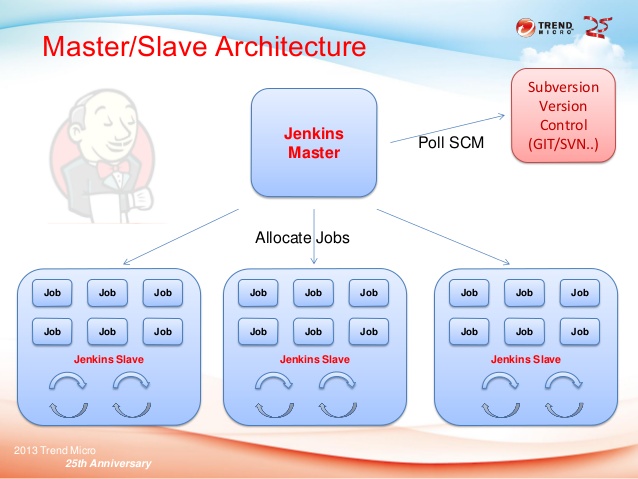 Master/Slave Architecture
TREND
MICRO
25
Subversion
Version
Control
(GIT/SVN..)
Jenkins
Master
Poll SCM
Allocate Jobs
Job Job Job
Job Job Job
Jenkins Slave
Job Job Job
Job Job Job
Jenkins Slave
Job Job Job
Job Job Job
Jenkins Slave
2013 Trend Micro
25th Anniversary